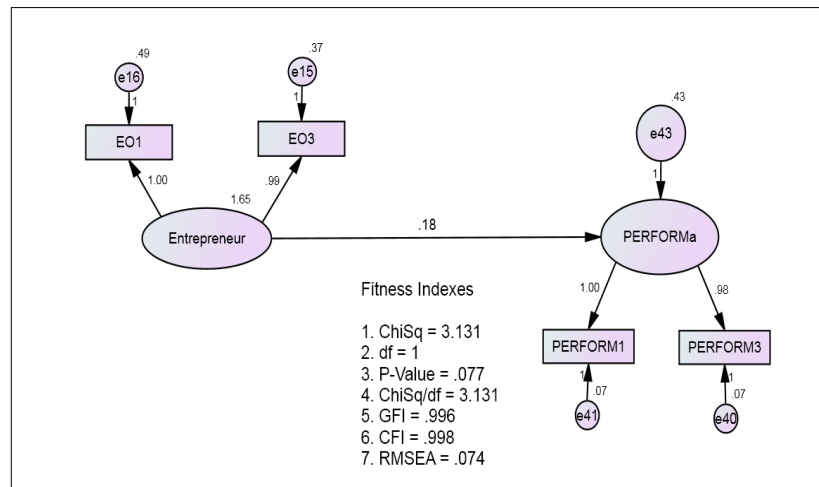 .49
e16
1
EO1
.37
e15
1
EO3
.43
e43
1
1.00
.99
1.65
Entrepreneur
.18
PERFORMa
Fitness Indexes
1. ChiSq = 3.131
2. df = 1
3. P-Value = .077
4. ChiSq/df = 3.131
5. GFI = .996
6. CFI = .998
7. RMSEA = .074
1.00
.98
PERFORM1
PERFORM3
1
.07
e41
1
.07
e40